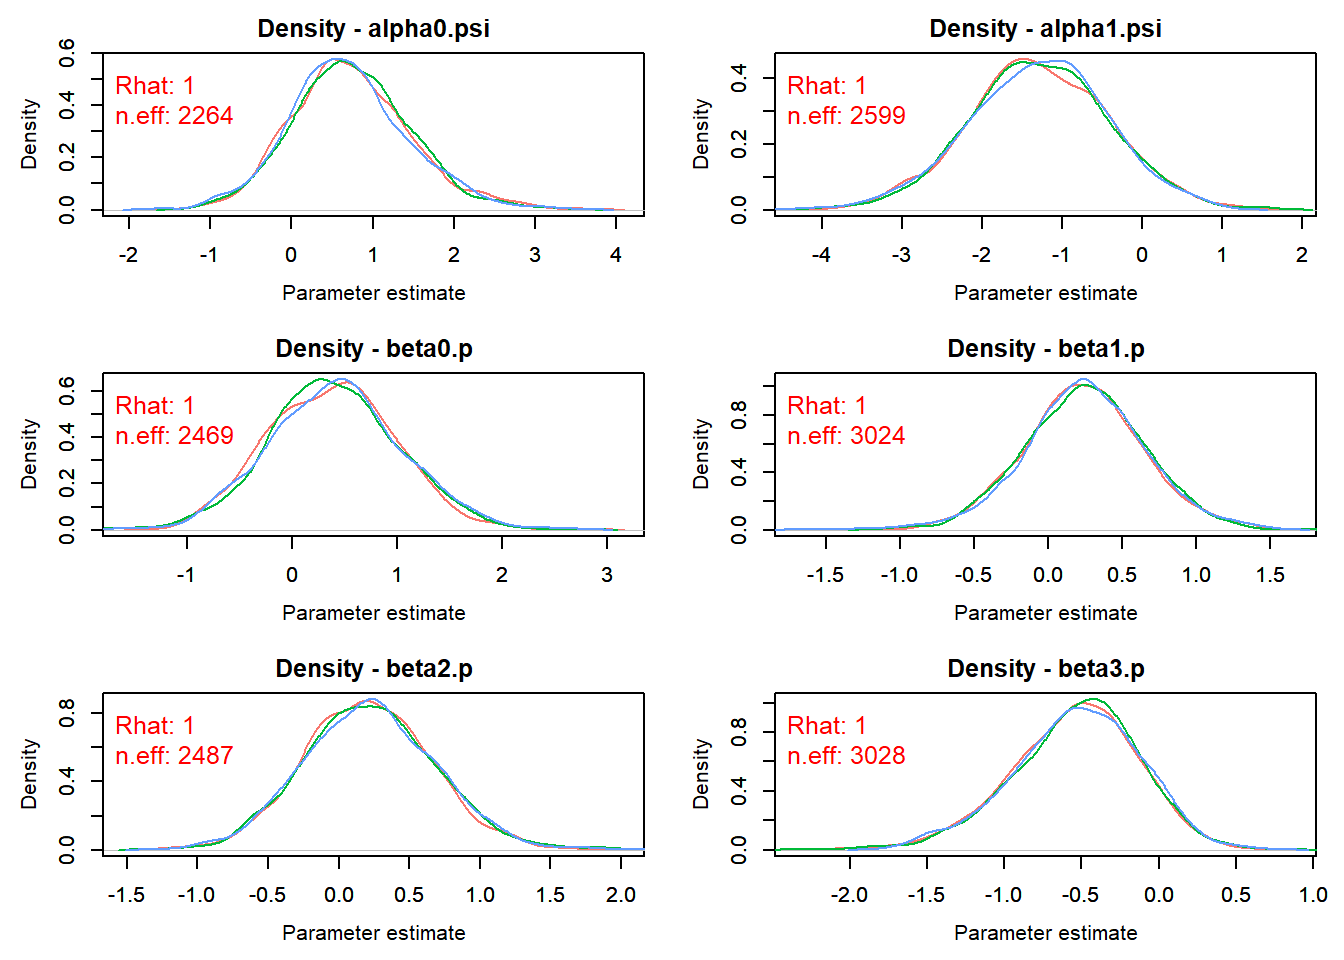 Density - alpha0.psi
Rhat: 1
n.eff: 2264
Density
0.0 0.2 0.4 0.6
-2 -1 0 1 2 3 4
Parameter estimate
Density - alpha1.psi
Rhat: 1
n.eff: 2599
Density
0.0 0.2 0.4
-4 -3 -2 -1 0 1 2
Parameter estimate
Density - beta0.p
Rhat: 1
n.eff: 2469
Density
0.0 0.2 0.4 0.6
-1 0 1 2 3
Parameter estimate
Density - beta1.p
Rhat: 1
n.eff: 3024
Density
0.0 0.4 0.8
-1.5 -1.0 -0.5 0.0 0.5 1.0 1.5
Parameter estimate
Density - beta2.p
Rhat: 1
n.eff: 2487
Density
0.0 0.4 0.8
-1.5 -1.0 -0.5 0.0 0.5 1.0 1.5 2.0
Parameter estimate
Density - beta3.p
Rhat: 1
n.eff: 3028
Density
0.0 0.4 0.8
-2.0 -1.5 -1.0 -0.5 0.0 0.5 1.0
Parameter estimate